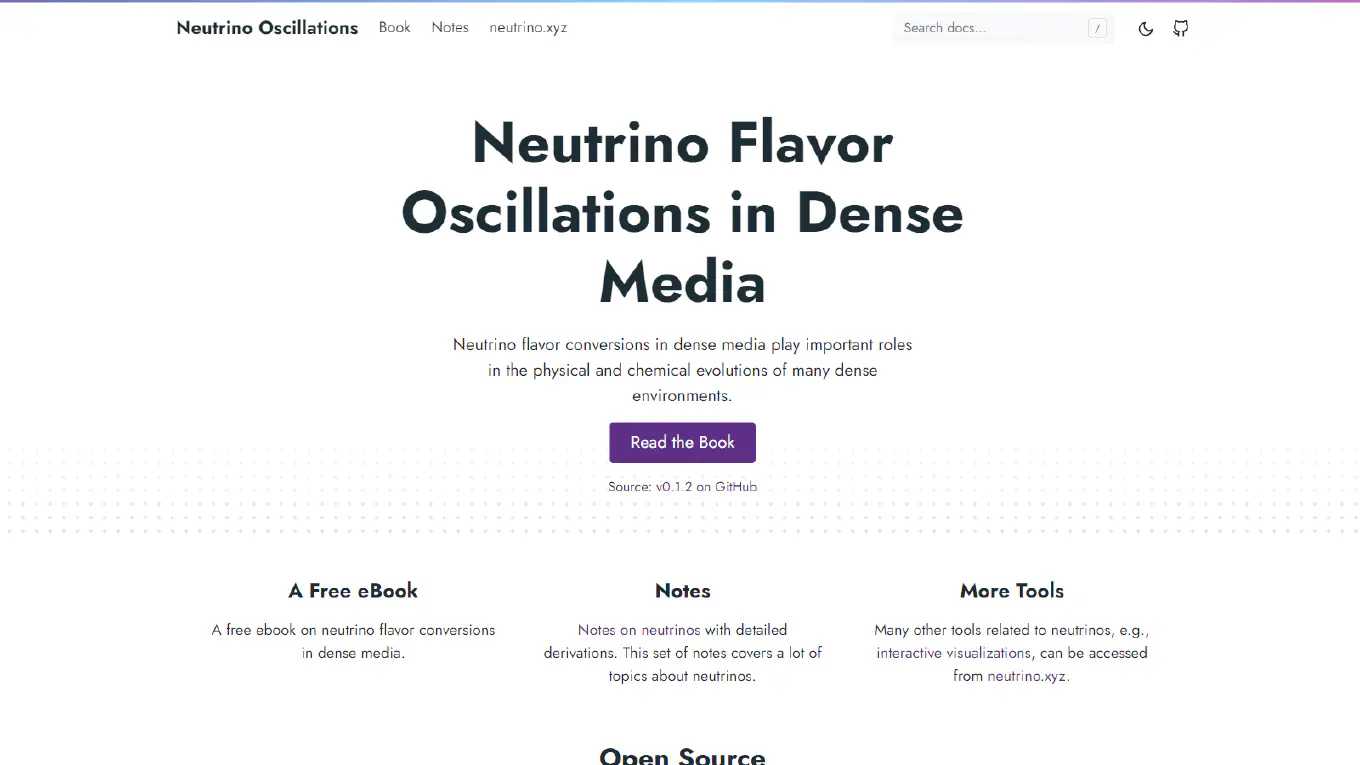 Neutrino Oscillations Book Notes neutrino.xyz Search docs... /
Neutrino Flavor
Oscillations in Dense
Media
Neutrino flavor conversions in dense media play important roles
in the physical and chemical evolutions of many dense
environments.
Read the Book
Source: v0.1.2 on GitHub
A Free eBook
A free ebook on neutrino flavor conversions
in dense media.
Notes
Notes on neutrinos with detailed
derivations. This set of notes covers a lot of
topics about neutrinos.
More Tools
Many other tools related to neutrinos, e.g.,
interactive visualizations, can be accessed
from neutrino.xyz.
Open Source